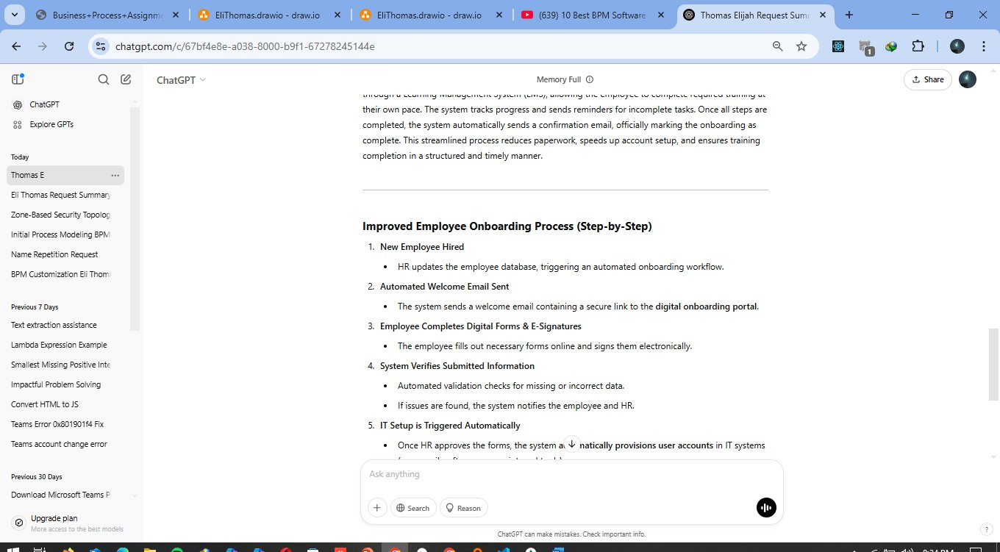 Business+Process+Assignme
EliThomas.drawio - draw.io
EliThomas.drawio - draw.io
(639) 10 Best BPM Software
Thomas Elijah Request Summ
chatgpt.com/c/67bf4e8e-a038-8000-b9f1-67278245144e
1
ChatGPT
Explore GPTs
Today
Thomas E
Eli Thomas Request Summary
Zone-Based Security Topolog
Initial Process Modeling BPM
Name Repetition Request
BPM Customization Eli Thoma
Previous 7 Days
Text extraction assistance
Lambda Expression Example
Smallest Missing Positive Inte
Impactful Problem Solving
Convert HTML to JS
Teams Error 0x801901f4 Fix
Teams account change error
Previous 30 Days
Download Microsoft Teams P
Upgrade plan
More access to the best models
ChatGPT
Memory Full
Share
through a Learning Management System (LMS), allowing the employee to complete required training at
their own pace. The system tracks progress and sends reminders for incomplete tasks. Once all steps are
completed, the system automatically sends a confirmation email, officially marking the onboarding as
complete. This streamlined process reduces paperwork, speeds up account setup, and ensures training
completion in a structured and timely manner.
Improved Employee Onboarding Process (Step-by-Step)
1. New Employee Hired
• HR updates the employee database, triggering an automated onboarding workflow.
2. Automated Welcome Email Sent
• The system sends a welcome email containing a secure link to the digital onboarding portal.
3. Employee Completes Digital Forms & E-Signatures
• The employee fills out necessary forms online and signs them electronically.
4. System Verifies Submitted Information
• Automated validation checks for missing or incorrect data.
• If issues are found, the system notifies the employee and HR.
5. IT Setup is Triggered Automatically
• Once HR approves the forms, the system automatically provisions user accounts in IT systems
Ask anything
Search
Reason
ChatGPT can make mistakes. Check important info.
?